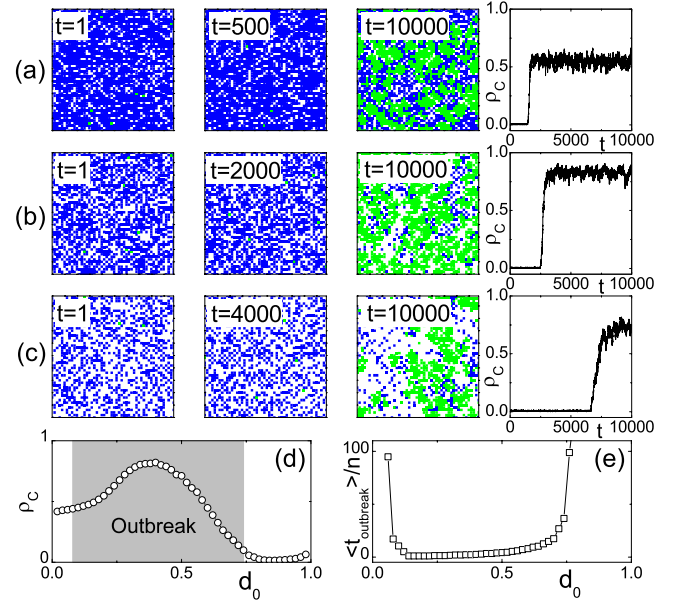 (a)
t=1
t=500
t=10000
1.0
0.5
0.0
ρC
0
5000
10000
t
(b)
t=1
t=2000
t=10000
1.0
0.5
0.0
ρC
0
5000
10000
t
(c)
t=1
t=4000
t=10000
1.0
0.5
0.0
ρC
0
5000
10000
t
(d)
1
0
ρC
Outbreak
0.0
0.5
1.0
d0
(e)
100
0
<toutbreak>/n
0.0
0.5
1.0
d0